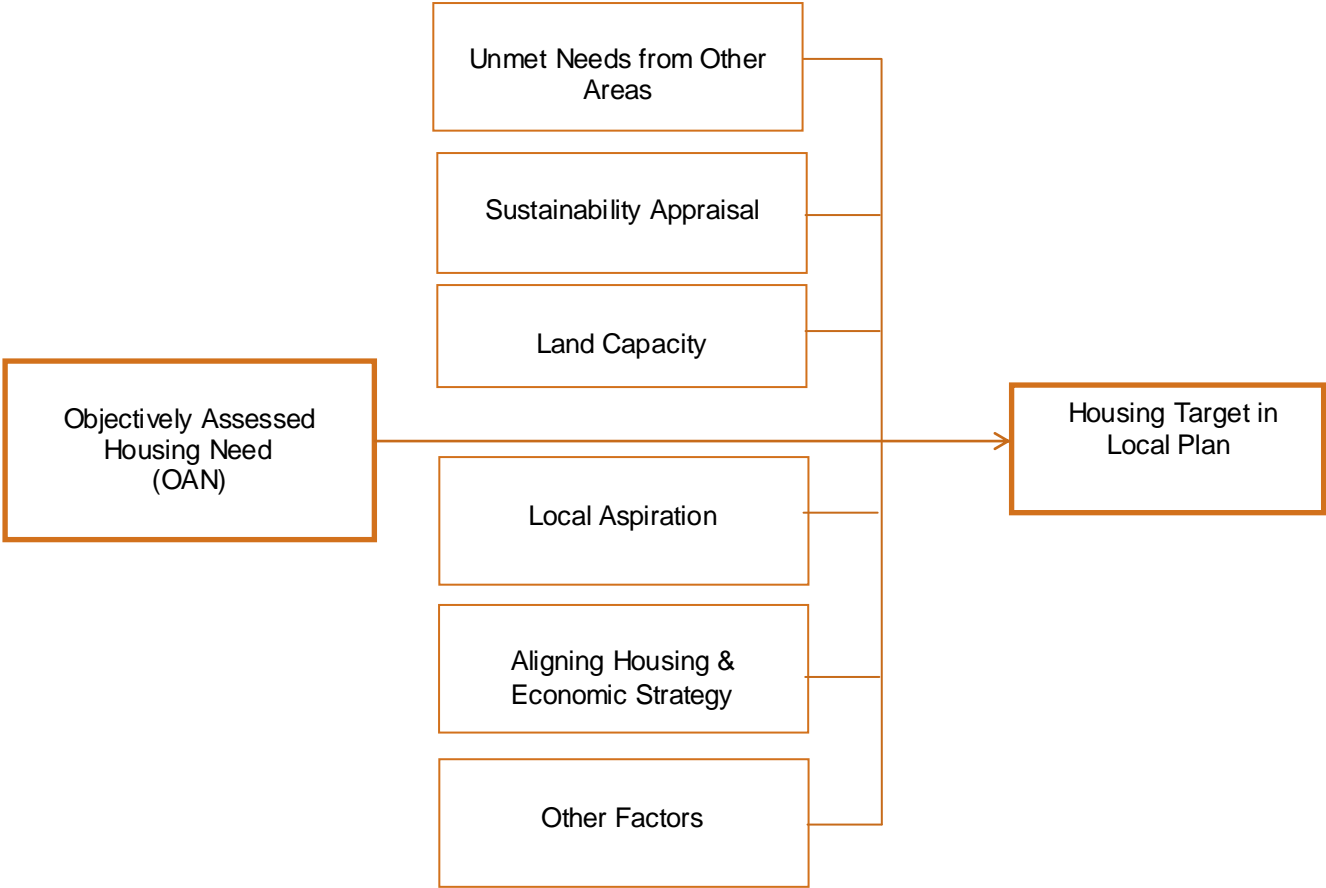 Unmet Needs from Other
Areas
Sustainability Appraisal
Land Capacity
Objectively Assessed
Housing Need
(OAN)
Housing Target in
Local Plan
Local Aspiration
Aligning Housing &
Economic Strategy
Other Factors